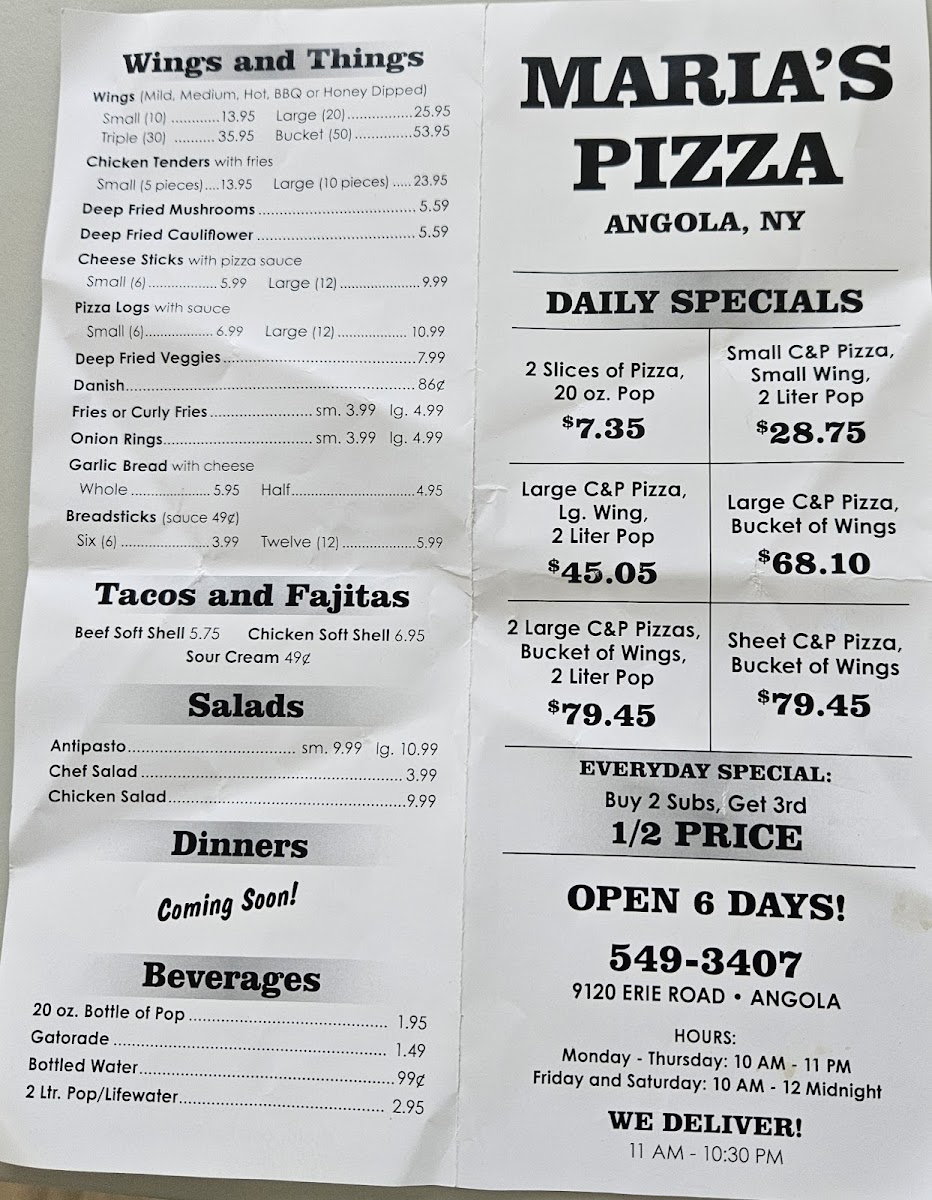 Wings and Things
Wings (Mild, Medium, Hot, BBQ or Honey Dipped)
Small (10) ............13.95 Large (20)..................25.95
Triple (30) .......... 35.95 Bucket (50) ...............53.95
Chicken Tenders with fries
Small (5 pieces)....13.95 Large (10 pieces) ..... 23.95
Deep Fried Mushrooms ......................................... 5.59
Deep Fried Cauliflower ......................................... 5.59
Cheese Sticks with pizza sauce
Small (6) .................. 5.99 Large (12) ..................... 9.99
Pizza Logs with sauce
Small (6).................. 6.99 Large (12) .................. 10.99
Deep Fried Veggies .................................................7.99
Danish........................................................................ 86¢
Fries or Curly Fries......................... sm. 3.99 lg. 4.99
Onion Rings..................................... sm. 3.99 lg. 4.99
Garlic Bread with cheese
Whole .................... 5.95 Half................................4.95
Breadsticks (sauce 49¢)
Six (6) ......................3.99 Twelve (12) ...................5.99
Tacos and Fajitas
Beef Soft Shell 5.75 Chicken Soft Shell 6.95
Sour Cream 49¢
Salads
Antipasto..................................... sm. 9.99 lg. 10.99
Chef Salad ........................................................... 3.99
Chicken Salad.......................................................9.99
Dinners
Coming Soon!
Beverages
20 oz. Bottle of Pop ............................................ 1.95
Gatorade ............................................................. 1.49
Bottled Water.........................................................99¢
2 Ltr. Pop/Lifewater.............................................. 2.95
MARIA'S
PIZZA
ANGOLA, NY
DAILY SPECIALS
2 Slices of Pizza,
20 oz. Pop
$7.35
Small C&P Pizza,
Small Wing,
2 Liter Pop
$28.75
Large C&P Pizza,
Lg. Wing,
2 Liter Pop
$45.05
Large C&P Pizza,
Bucket of Wings
$68.10
2 Large C&P Pizzas,
Bucket of Wings,
2 Liter Pop
$79.45
Sheet C&P Pizza,
Bucket of Wings
$79.45
EVERYDAY SPECIAL:
Buy 2 Subs, Get 3rd
1/2 PRICE
OPEN 6 DAYS!
549-3407
9120 ERIE ROAD • ANGOLA
HOURS:
Monday - Thursday: 10 AM - 11 PM
Friday and Saturday: 10 AM - 12 Midnight
WE DELIVER!
11 AM - 10:30 PM